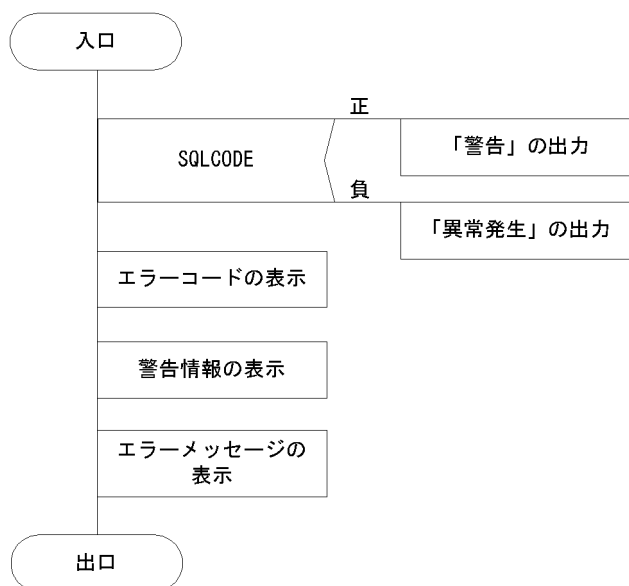 入口
正
SQLCODE
「警告」の出力
負
「異常発生」の出力
エラーコードの表示
警告情報の表示
エラーメッセージの
表示
出口